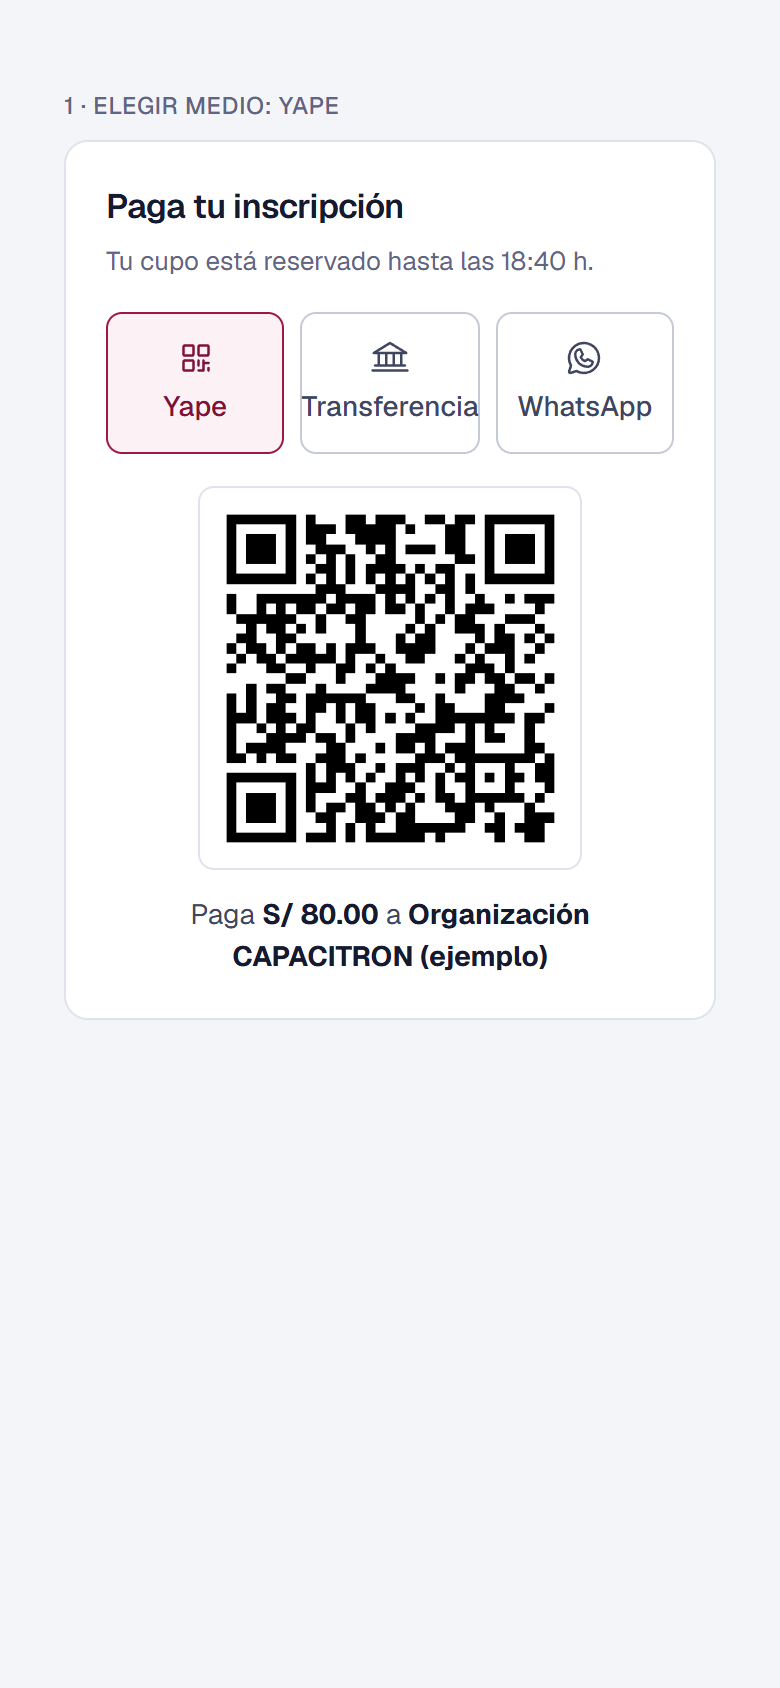 1 · ELEGIR MEDIO: YAPE
Paga tu inscripción
Tu cupo está reservado hasta las 18:40 h.
Yape
Transferencia
WhatsApp
Paga S/ 80.00 a Organización
CAPACITRON (ejemplo)